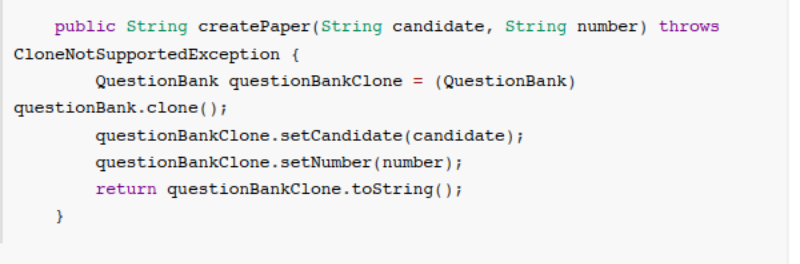 public String createPaper(String candidate, String number) throws
CloneNotSupportedException {
        QuestionBank questionBankClone = (QuestionBank)
questionBank.clone();
        questionBankClone.setCandidate(candidate);
        questionBankClone.setNumber(number);
        return questionBankClone.toString();
    }